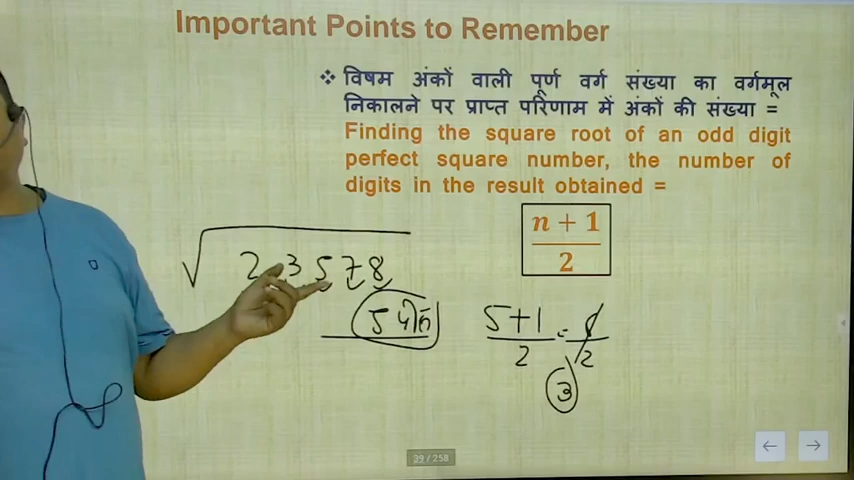 Important Points to Remember
❖ विषम अंकों वाली पूर्ण वर्ग संख्या का वर्गमूल
निकालने पर प्राप्त परिणाम में अंकों की संख्या =
Finding the square root of an odd digit
perfect square number, the number of
digits in the result obtained =
n + 1
2
√ 2 3 5 7 8
5
5+1
2
=
2
3
39 / 258